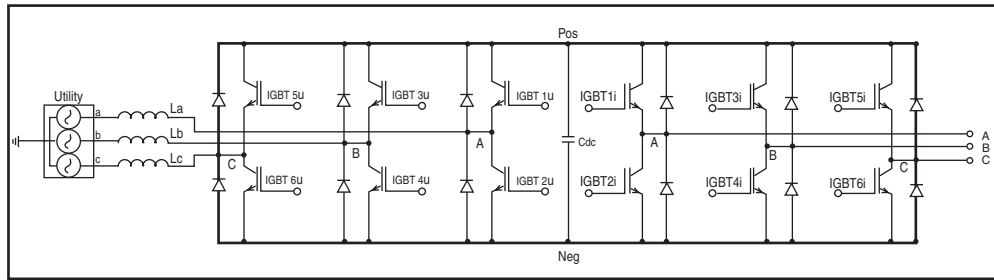 Pos
Utility
a
La
b
Lb
c
Lc
C
IGBT 5u
IGBT 6u
B
IGBT 3u
IGBT 4u
A
IGBT 1u
IGBT 2u
Cdc
IGBT1i
IGBT2i
A
IGBT3i
IGBT4i
B
IGBT5i
IGBT6i
C
A
B
C
Neg